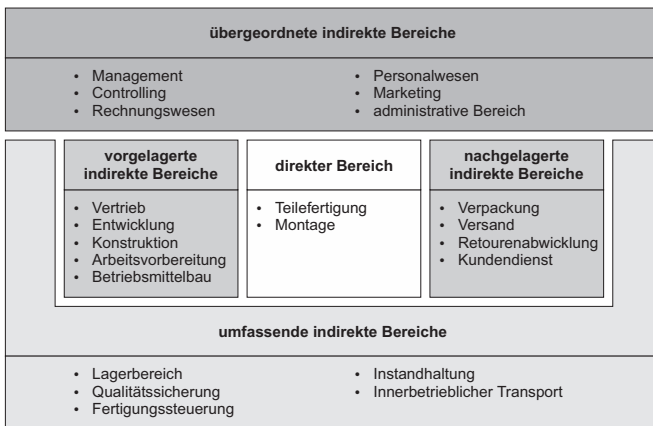 übergeordnete indirekte Bereiche
• Management
• Controlling
• Rechnungswesen
• Personalwesen
• Marketing
• administrative Bereich
vorgelagerte
indirekte Bereiche
• Vertrieb
• Entwicklung
• Konstruktion
• Arbeitsvorbereitung
• Betriebsmittelbau
direkter Bereich
• Teilefertigung
• Montage
nachgelagerte
indirekte Bereiche
• Verpackung
• Versand
• Retourenabwicklung
• Kundendienst
umfassende indirekte Bereiche
• Lagerbereich
• Qualitätssicherung
• Fertigungssteuerung
• Instandhaltung
• Innerbetrieblicher Transport